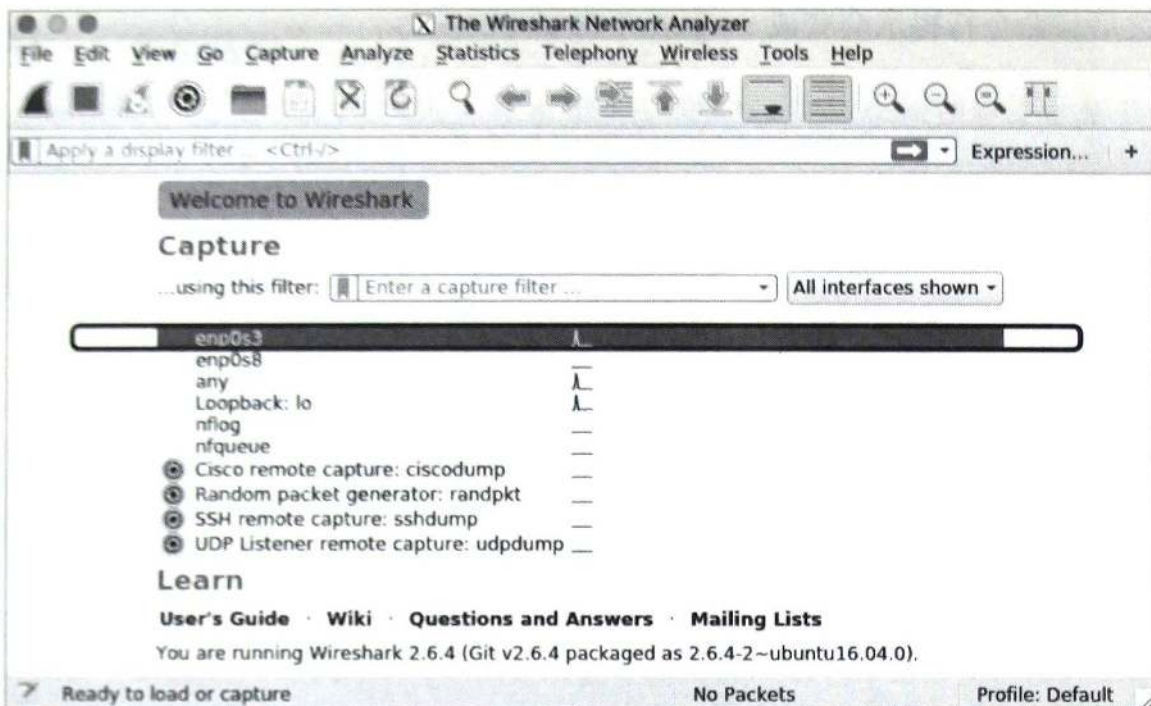 The Wireshark Network Analyzer
File Edit View Go Capture Analyze Statistics Telephony Wireless Tools Help
Apply a display filter ... <Ctrl-/> Expression... +
Welcome to Wireshark
Capture
...using this filter: Enter a capture filter ... All interfaces shown
enp0s3
enp0s8
any
Loopback: lo
nflog
nfqueue
Cisco remote capture: ciscodump
Random packet generator: randpkt
SSH remote capture: sshdump
UDP Listener remote capture: udpdump
Learn
User's Guide · Wiki · Questions and Answers · Mailing Lists
You are running Wireshark 2.6.4 (Git v2.6.4 packaged as 2.6.4-2~ubuntu16.04.0).
Ready to load or capture No Packets Profile: Default